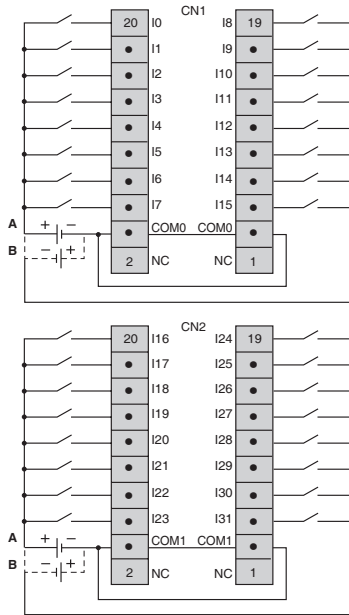 CN1
20 I0 I8 19
I1 I9
I2 I10
I3 I11
I4 I12
I5 I13
I6 I14
I7 I15
A + − COM0 COM0
B − +
2 NC NC 1
CN2
20 I16 I24 19
I17 I25
I18 I26
I19 I27
I20 I28
I21 I29
I22 I30
I23 I31
A + − COM1 COM1
B − +
2 NC NC 1